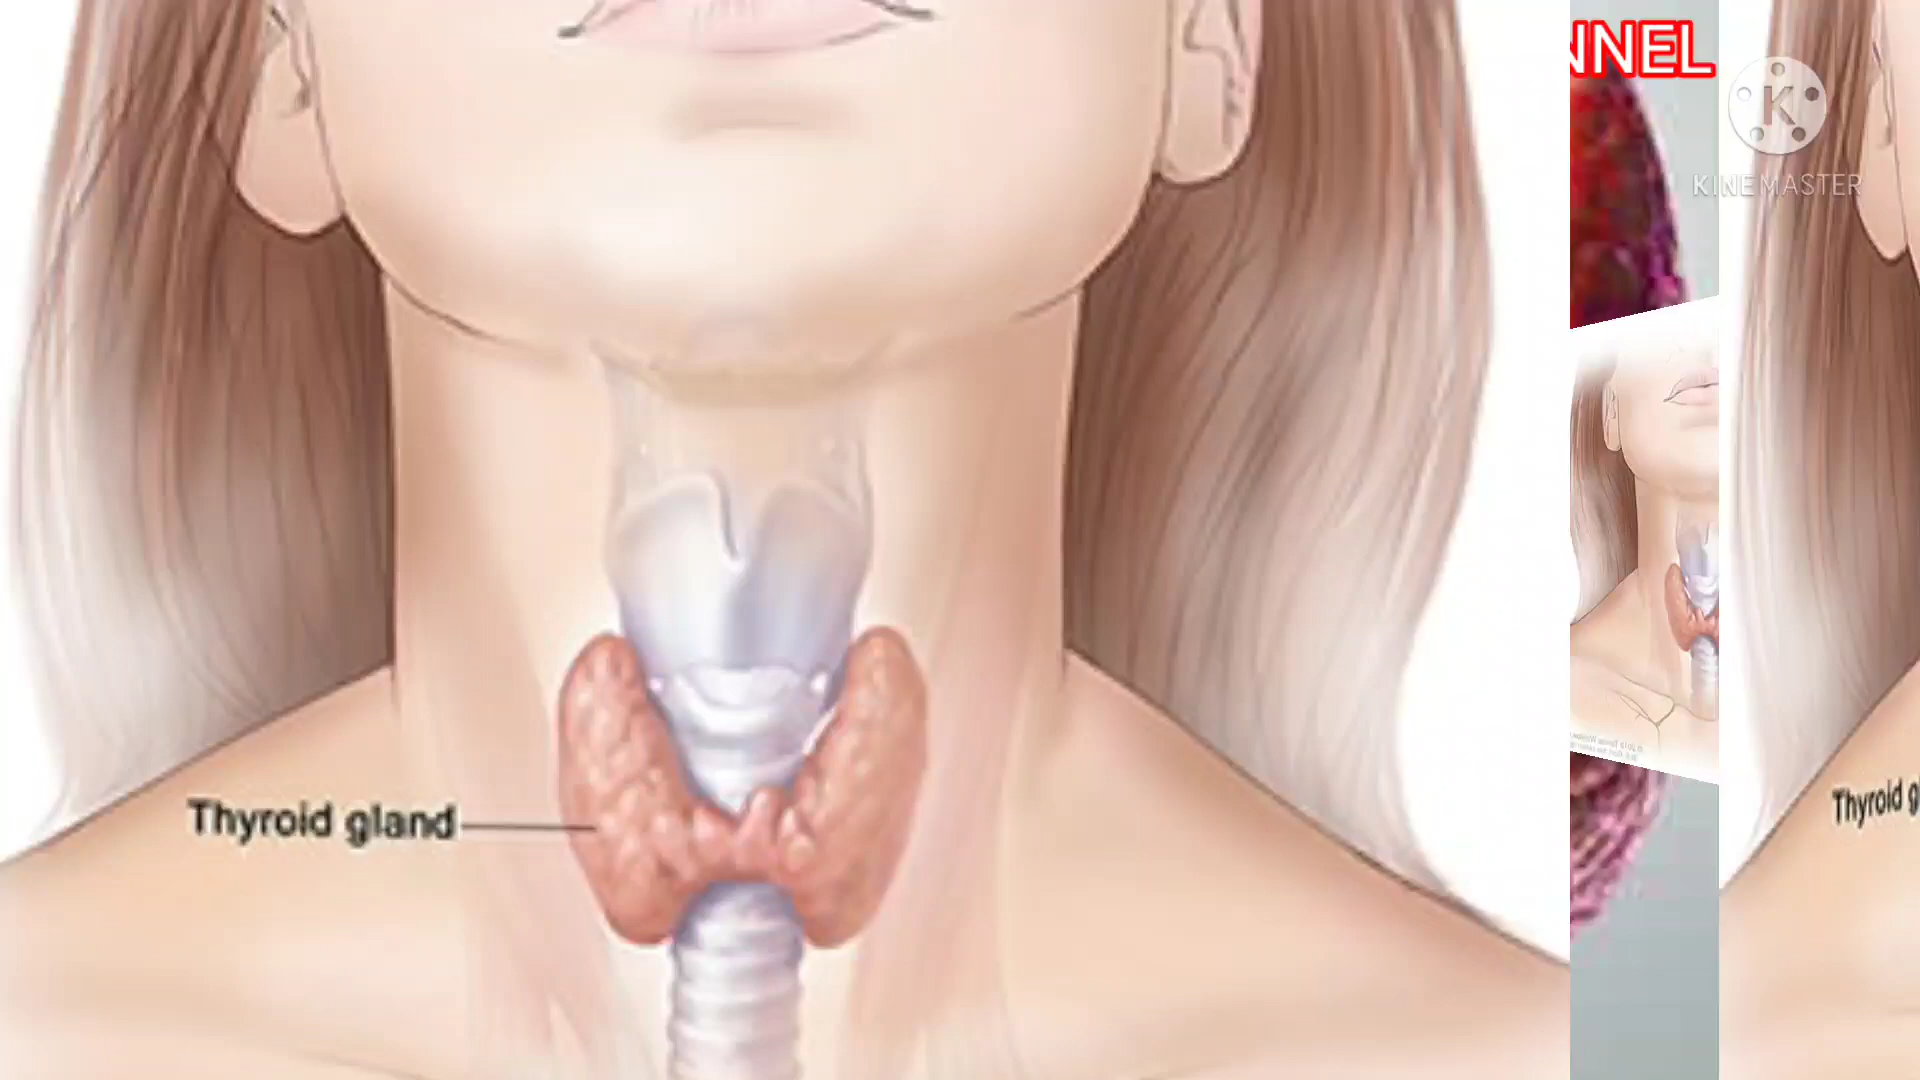 NNEL
K
KINEMASTER
Thyroid gland
Thyroid g